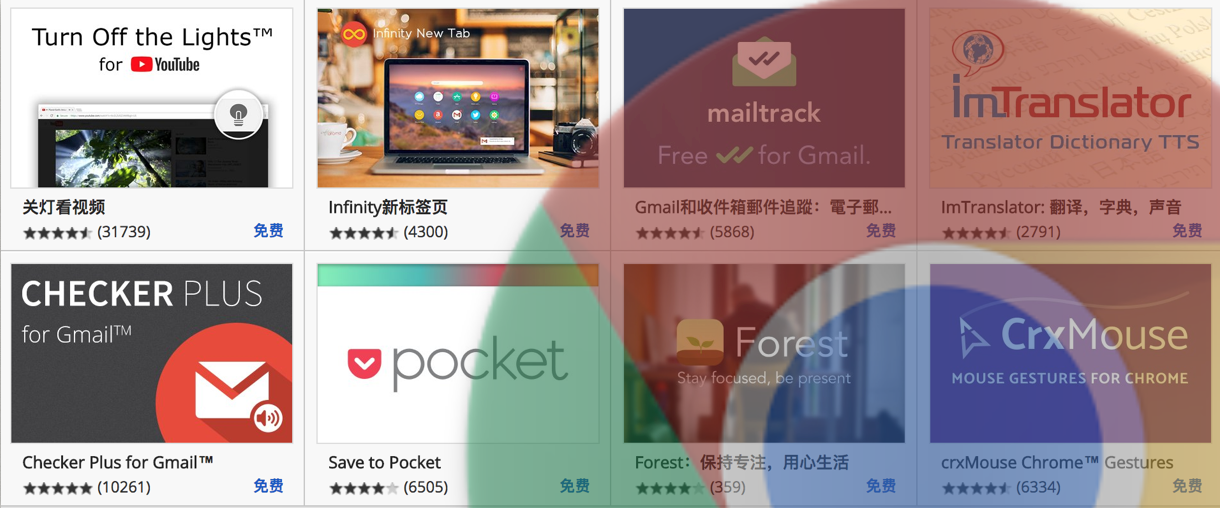 Turn Off the Lights™
for YouTube
Infinity New Tab
mailtrack
Free for Gmail.
ImTranslator
Translator Dictionary TTS
关灯看视频
(31739)
免费
Infinity新标签页
(4300)
免费
Gmail和收件箱郵件追蹤：電子郵...
(5868)
免费
ImTranslator: 翻译，字典，声音
(2791)
免费
CHECKER PLUS
for Gmail™
pocket
Forest
Stay focused, be present
CrxMouse
MOUSE GESTURES FOR CHROME
Checker Plus for Gmail™
(10261)
免费
Save to Pocket
(6505)
免费
Forest：保持专注，用心生活
(359)
免费
crxMouse Chrome™ Gestures
(6334)
免费